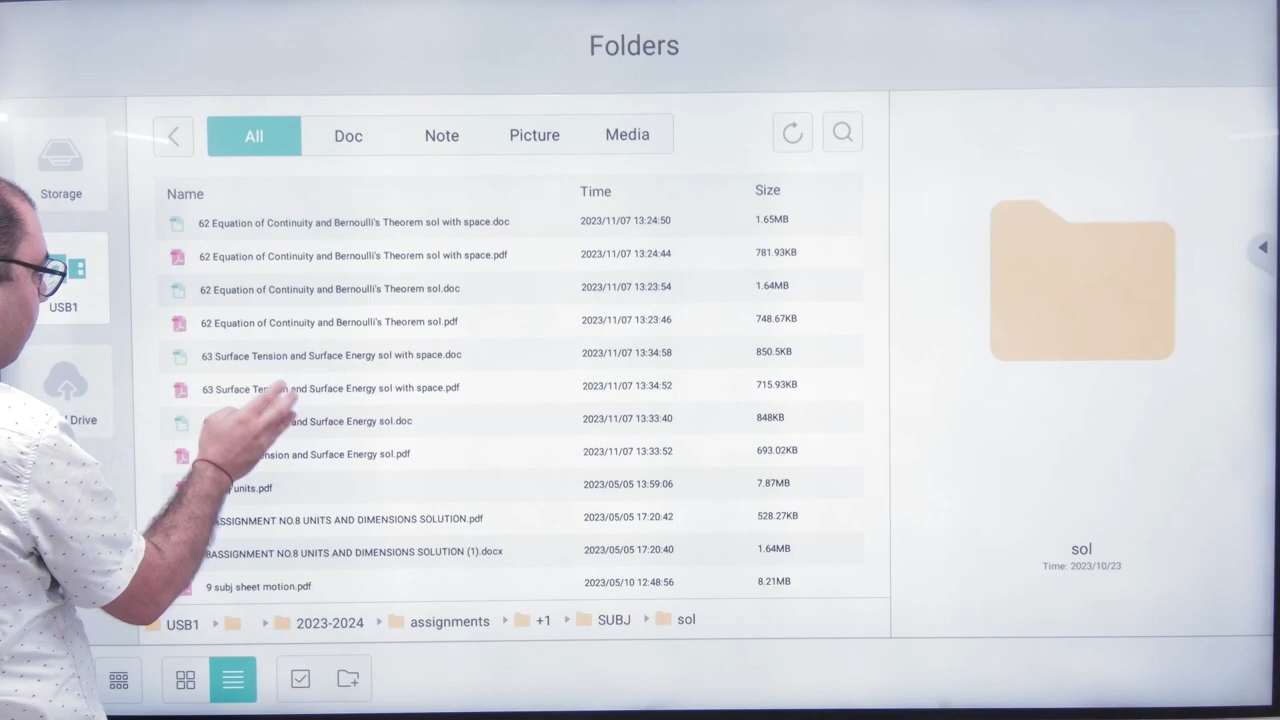 Folders
All Doc Note Picture Media
Storage
USB1
Drive
Name Time Size
62 Equation of Continuity and Bernoulli's Theorem sol with space.doc 2023/11/07 13:24:50 1.65MB
62 Equation of Continuity and Bernoulli's Theorem sol with space.pdf 2023/11/07 13:24:44 781.93KB
62 Equation of Continuity and Bernoulli's Theorem sol.doc 2023/11/07 13:23:54 1.64MB
62 Equation of Continuity and Bernoulli's Theorem sol.pdf 2023/11/07 13:23:46 748.67KB
63 Surface Tension and Surface Energy sol with space.doc 2023/11/07 13:34:58 850.5KB
63 Surface and Surface Energy sol with space.pdf 2023/11/07 13:34:52 715.93KB
and Surface Energy sol.doc 2023/11/07 13:33:40 848KB
and Surface Energy sol.pdf 2023/11/07 13:33:52 693.02KB
units.pdf 2023/05/05 13:59:06 7.87MB
ASSIGNMENT NO.8 UNITS AND DIMENSIONS SOLUTION.pdf 2023/05/05 17:20:42 528.27KB
8ASSIGNMENT NO.8 UNITS AND DIMENSIONS SOLUTION (1).docx 2023/05/05 17:20:40 1.64MB
9 subj sheet motion.pdf 2023/05/10 12:48:56 8.21MB
USB1 2023-2024 assignments +1 SUBJ sol
sol
Time: 2023/10/23